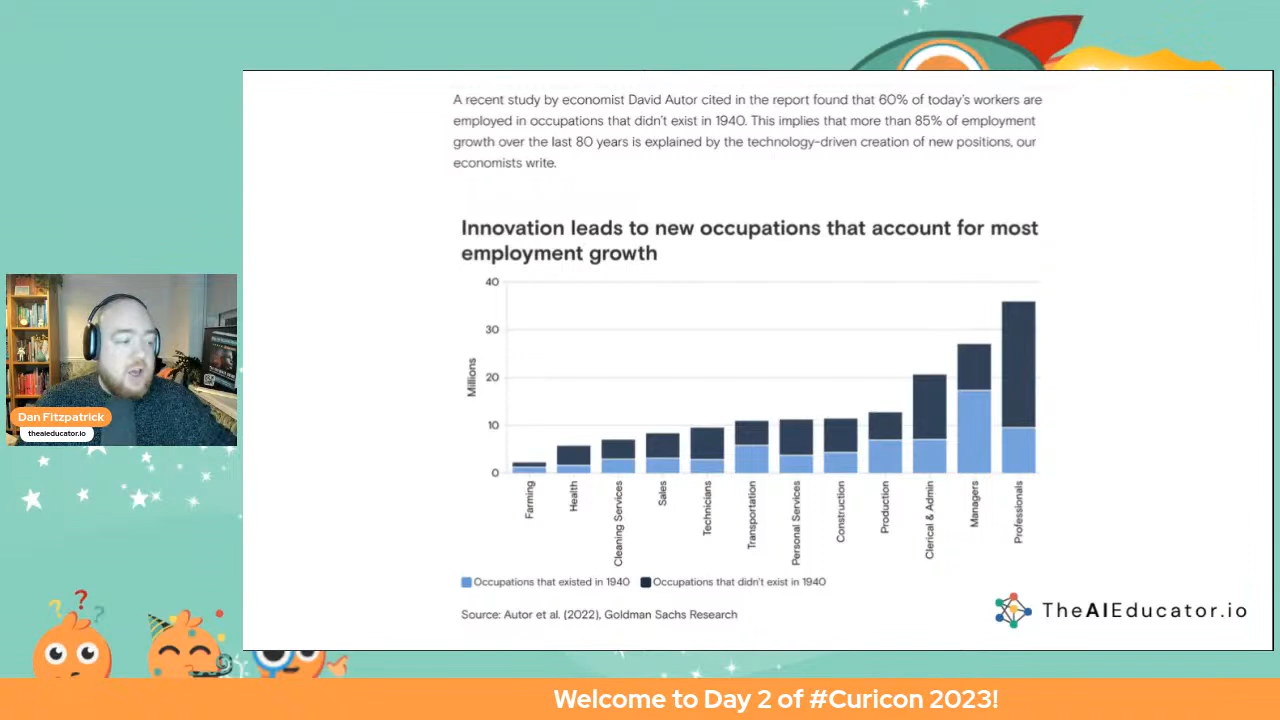 A recent study by economist David Autor cited in the report found that 60% of today's workers are
employed in occupations that didn't exist in 1940. This implies that more than 85% of employment
growth over the last 80 years is explained by the technology-driven creation of new positions, our
economists write.
Innovation leads to new occupations that account for most
employment growth
Millions
40
30
20
10
0
Farming
Health
Cleaning Services
Sales
Technicians
Transportation
Personal Services
Construction
Production
Clerical & Admin
Managers
Professionals
Occupations that existed in 1940
Occupations that didn't exist in 1940
Source: Autor et al. (2022), Goldman Sachs Research
TheAIEducator.io
Dan Fitzpatrick
theaieducator.io
? ? ?
Welcome to Day 2 of #Curicon 2023!